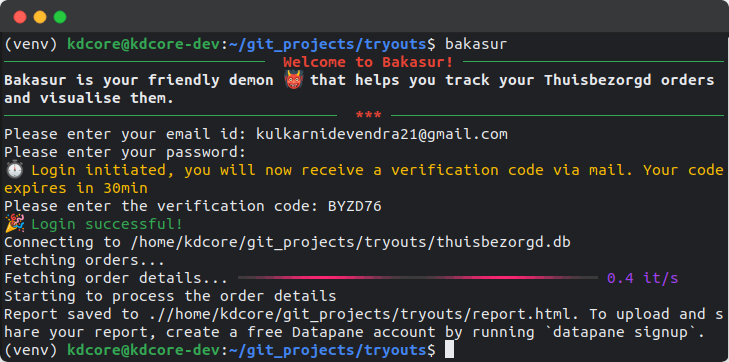 (venv) kdcore@kdcore-dev:~/git_projects/tryouts$ bakasur
Welcome to Bakasur!
Bakasur is your friendly demon 👹 that helps you track your Thuisbezorgd orders
and visualise them.
***
Please enter your email id: kulkarnidevendra21@gmail.com
Please enter your password:
⏱ Login initiated, you will now receive a verification code via mail. Your code
expires in 30min
Please enter the verification code: BYZD76
🎉 Login successful!
Connecting to /home/kdcore/git_projects/tryouts/thuisbezorgd.db
Fetching orders...
Fetching order details... 0.4 it/s
Starting to process the order details
Report saved to .//home/kdcore/git_projects/tryouts/report.html. To upload and s
hare your report, create a free Datapane account by running `datapane signup`.
(venv) kdcore@kdcore-dev:~/git_projects/tryouts$